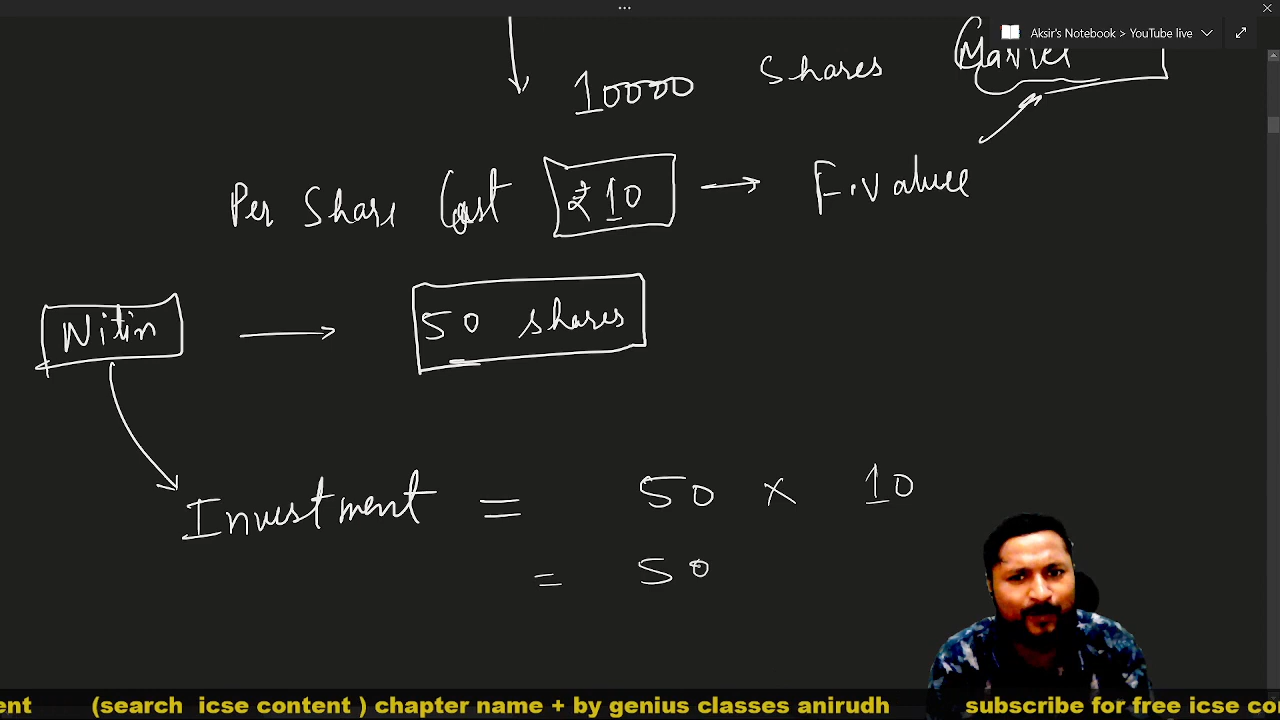 Aksir's Notebook > YouTube live
10000 shares Market
Per Share Cost ₹10 → F.value
Nitin → 50 shares
Investment = 50 × 10
= 50
ent (search icse content ) chapter name + by genius classes anirudh subscribe for free icse co